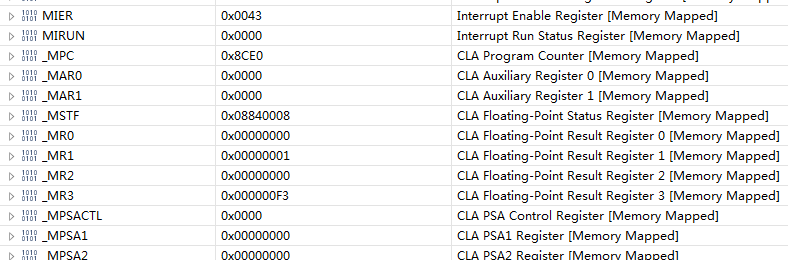 MIER 0x0043 Interrupt Enable Register [Memory Mapped]
MIRUN 0x0000 Interrupt Run Status Register [Memory Mapped]
_MPC 0x8CE0 CLA Program Counter [Memory Mapped]
_MAR0 0x0000 CLA Auxiliary Register 0 [Memory Mapped]
_MAR1 0x0000 CLA Auxiliary Register 1 [Memory Mapped]
_MSTF 0x08840008 CLA Floating-Point Status Register [Memory Mapped]
_MR0 0x00000000 CLA Floating-Point Result Register 0 [Memory Mapped]
_MR1 0x00000001 CLA Floating-Point Result Register 1 [Memory Mapped]
_MR2 0x00000000 CLA Floating-Point Result Register 2 [Memory Mapped]
_MR3 0x000000F3 CLA Floating-Point Result Register 3 [Memory Mapped]
_MPSACTL 0x0000 CLA PSA Control Register [Memory Mapped]
_MPSA1 0x00000000 CLA PSA1 Register [Memory Mapped]
_MPSA2 0x00000000 CLA PSA2 Register [Memory Mapped]